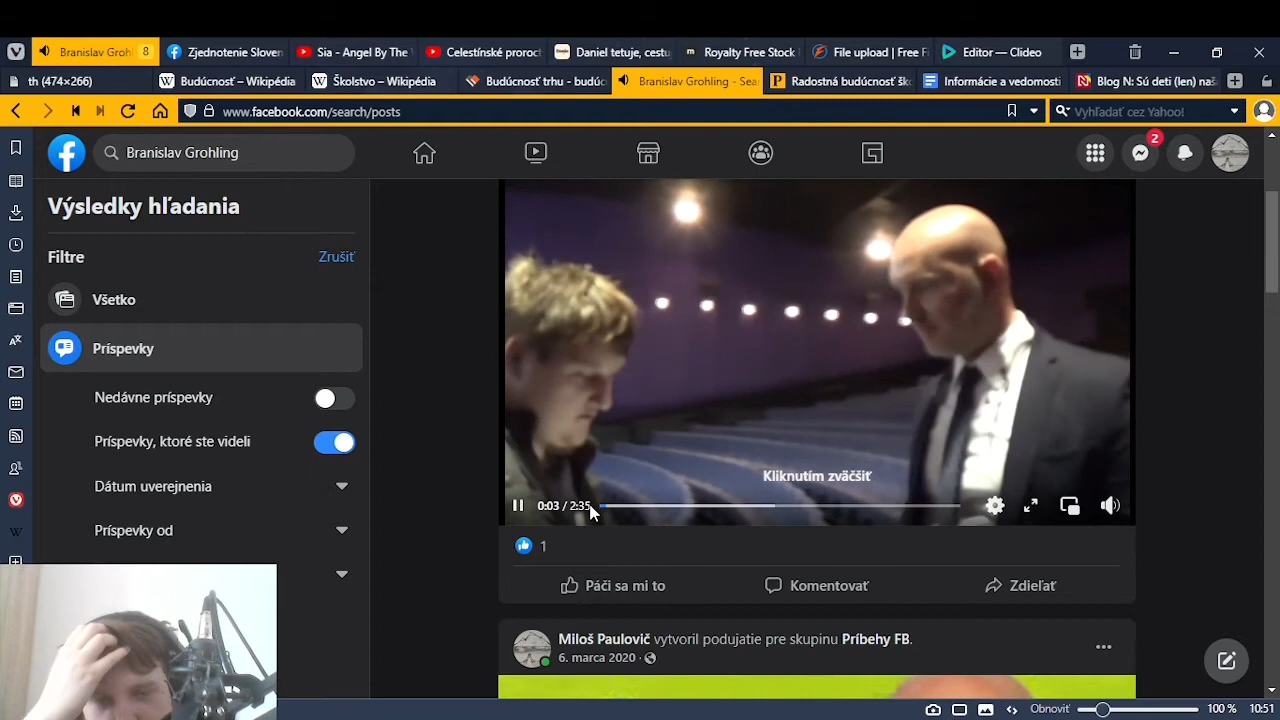 Branislav Groh
8
Zjednotenie Sloven
Sia - Angel By The
Celestínské proroct
Daniel tetuje, cestu
Royalty Free Stock
File upload | Free F
Editor — Clideo
th (474×266)
Budúcnosť – Wikipédia
Školstvo – Wikipédia
Budúcnosť trhu - budúc
Branislav Grohling - Sea
Radostná budúcnosť ško
Informácie a vedomosti
Blog N: Sú deti (len) naš
www.facebook.com/search/posts
Vyhľadať cez Yahoo!
Branislav Grohling
2
Výsledky hľadania
Filtre
Zrušiť
Všetko
Príspevky
Nedávne príspevky
Príspevky, ktoré ste videli
Dátum uverejnenia
Príspevky od
Kliknutím zväčšiť
0:03 / 2:35
1
Páči sa mi to
Komentovať
Zdieľať
Miloš Paulovič vytvoril podujatie pre skupinu Príbehy FB.
6. marca 2020 ·
Obnoviť
100 %
10:51